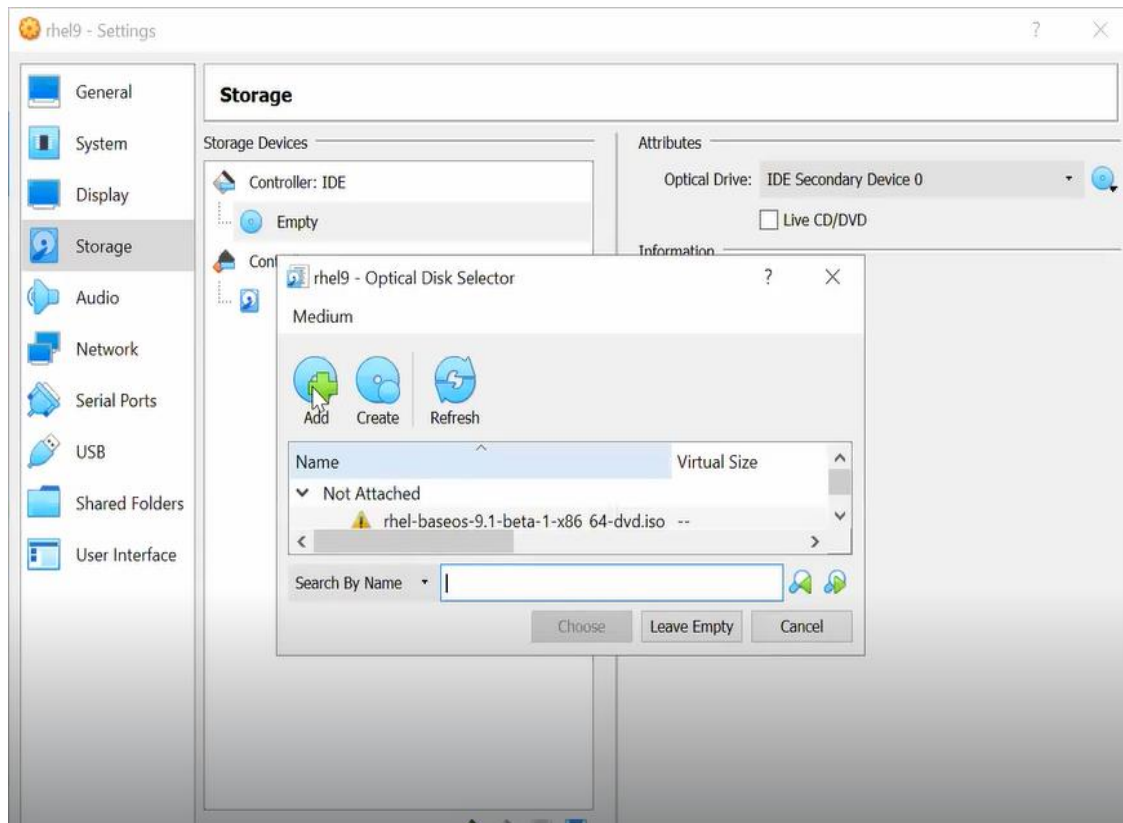 rhel9 - Settings
?
General
System
Display
Storage
Audio
Network
Serial Ports
USB
Shared Folders
User Interface
Storage
Storage Devices
Controller: IDE
Empty
Cont
Attributes
Optical Drive: IDE Secondary Device 0
Live CD/DVD
Information
rhel9 - Optical Disk Selector
?
Medium
Add Create Refresh
Name Virtual Size
Not Attached
rhel-baseos-9.1-beta-1-x86 64-dvd.iso --
Search By Name
Choose Leave Empty Cancel